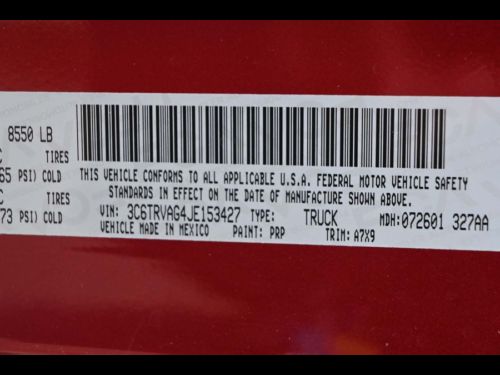 8550 LB
C TIRES
65 PSI) COLD
C TIRES
73 PSI) COLD
THIS VEHICLE CONFORMS TO ALL APPLICABLE U.S.A. FEDERAL MOTOR VEHICLE SAFETY
STANDARDS IN EFFECT ON THE DATE OF MANUFACTURE SHOWN ABOVE.
VIN: 3C6TRVAG4JE153427 TYPE: TRUCK MDH: 072601 327AA
VEHICLE MADE IN MEXICO PAINT: PRP TRIM: A7X9